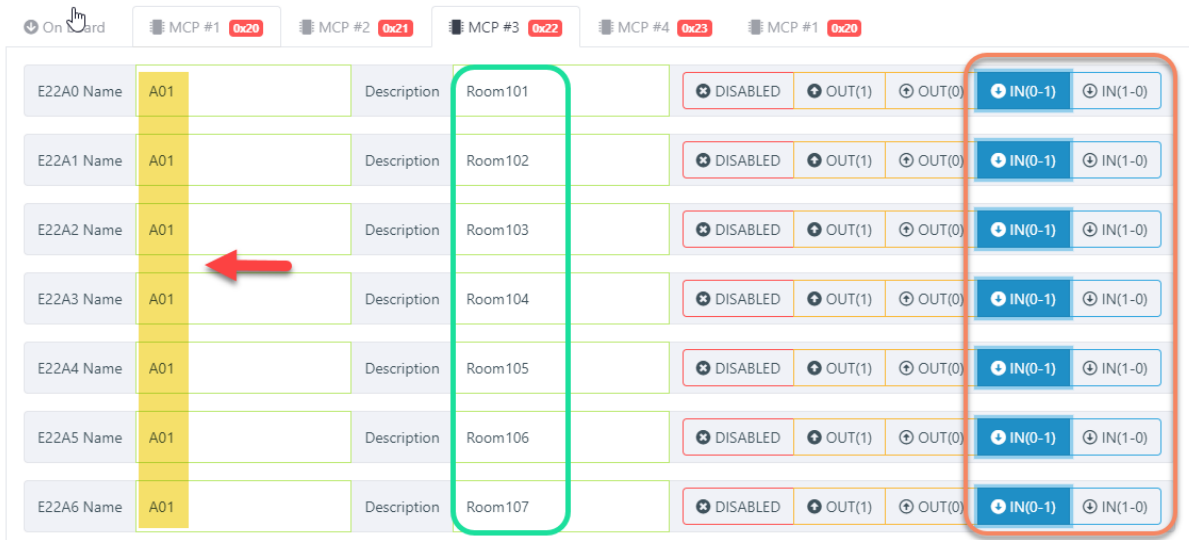 On board MCP #1 0x20 MCP #2 0x21 MCP #3 0x22 MCP #4 0x23 MCP #1 0x20
E22A0 Name A01 Description Room101 DISABLED OUT(1) OUT(0) IN(0-1) IN(1-0)
E22A1 Name A01 Description Room102 DISABLED OUT(1) OUT(0) IN(0-1) IN(1-0)
E22A2 Name A01 Description Room103 DISABLED OUT(1) OUT(0) IN(0-1) IN(1-0)
E22A3 Name A01 Description Room104 DISABLED OUT(1) OUT(0) IN(0-1) IN(1-0)
E22A4 Name A01 Description Room105 DISABLED OUT(1) OUT(0) IN(0-1) IN(1-0)
E22A5 Name A01 Description Room106 DISABLED OUT(1) OUT(0) IN(0-1) IN(1-0)
E22A6 Name A01 Description Room107 DISABLED OUT(1) OUT(0) IN(0-1) IN(1-0)